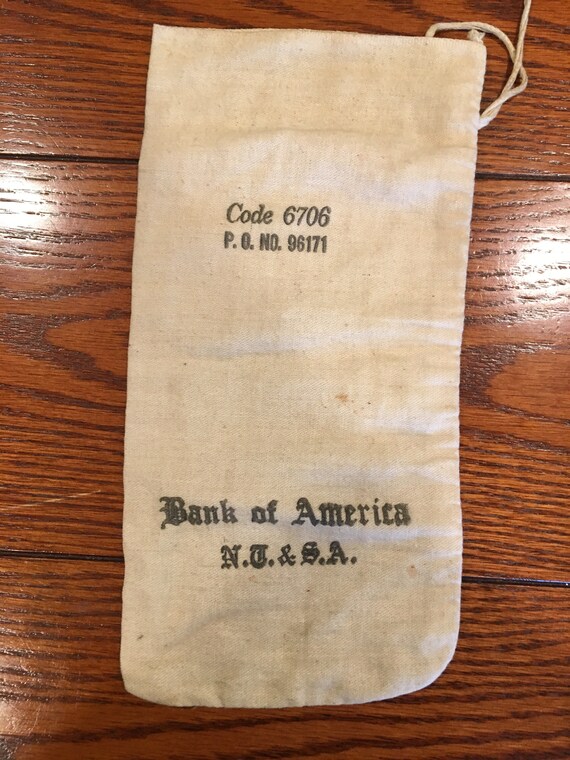 Code 6706
P. O. NO. 96171
Bank of America
N.T. & S.A.